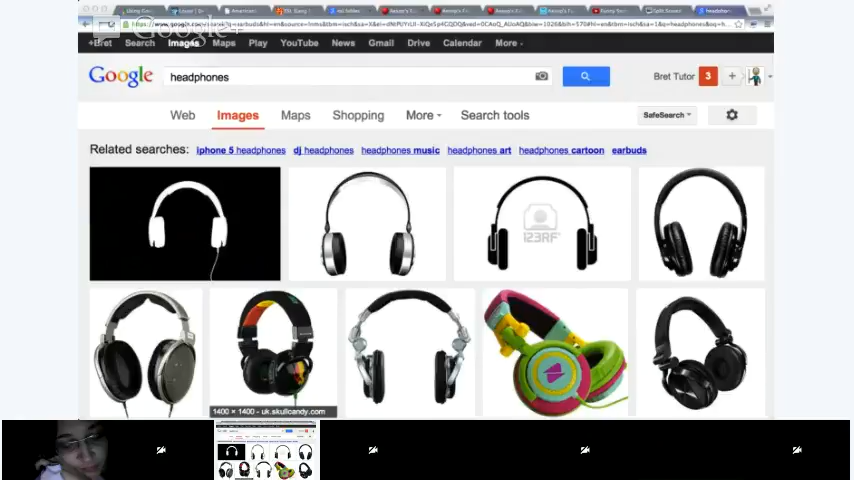 +Bret Search Images Maps Play YouTube News Gmail Drive Calendar More
Google headphones Bret Tutor 3 +
Web Images Maps Shopping More Search tools SafeSearch
Related searches: iphone 5 headphones dj headphones headphones music headphones art headphones cartoon earbuds
123RF
1400 × 1400 - uk.skullcandy.com